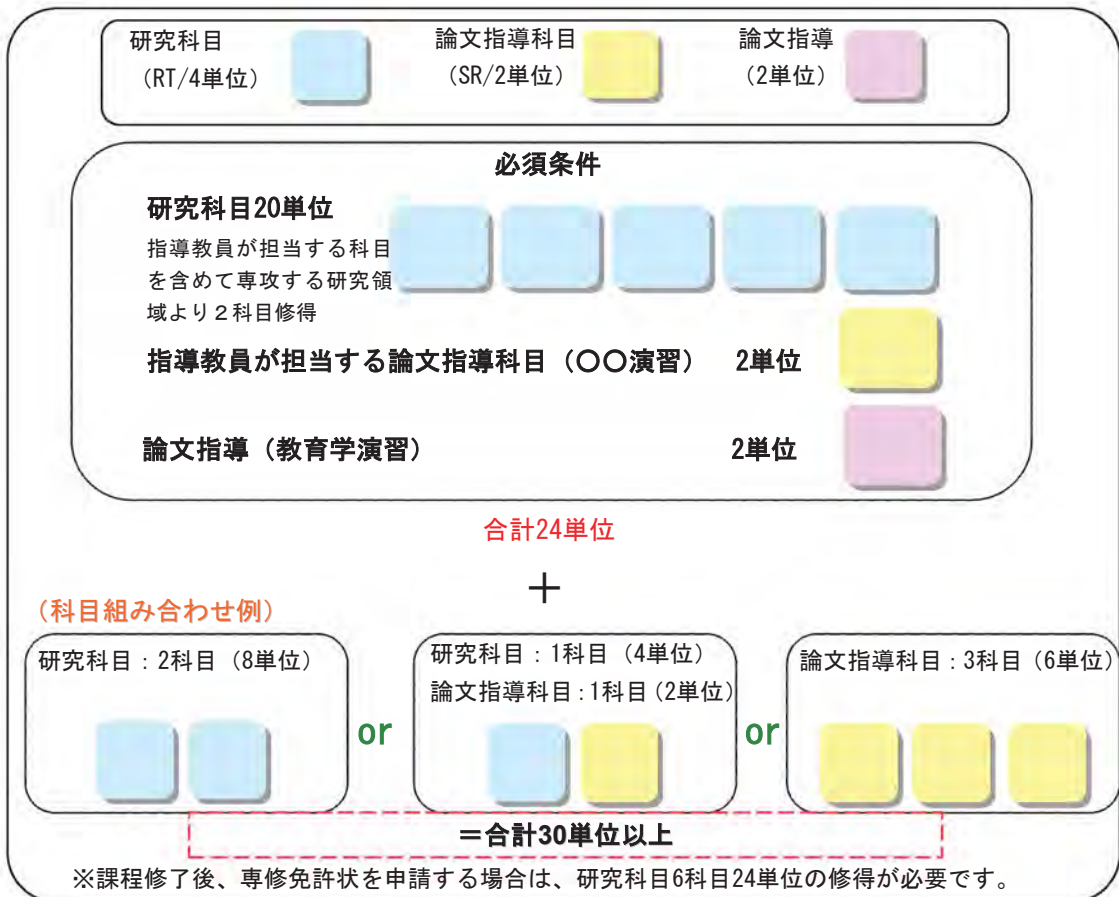 研究科目
(RT/4単位)
論文指導科目
(SR/2単位)
論文指導
(2単位)
必須条件
研究科目20単位
指導教員が担当する科目
を含めて専攻する研究領
域より2科目修得
指導教員が担当する論文指導科目(〇〇演習) 2単位
論文指導(教育学演習) 2単位
合計24単位
+
(科目組み合わせ例)
研究科目:2科目(8単位)
or
研究科目:1科目(4単位)
論文指導科目:1科目(2単位)
or
論文指導科目:3科目(6単位)
=合計30単位以上
※課程修了後、専修免許状を申請する場合は、研究科目6科目24単位の修得が必要です。